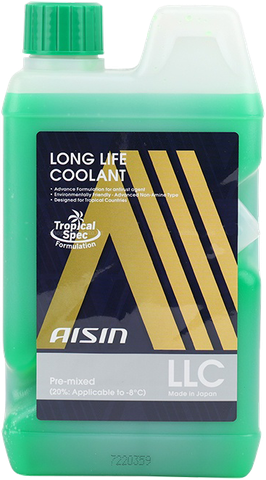 LONG LIFE
COOLANT
• Advance Formulation for antirust agent
• Environmentally Friendly - Advanced Non-Amine Type
• Designed for Tropical Countries
Tropical
Spec
Formulation
AISIN
Pre-mixed
(20%: Applicable to -8°C)
LLC
Made in Japan
7220359